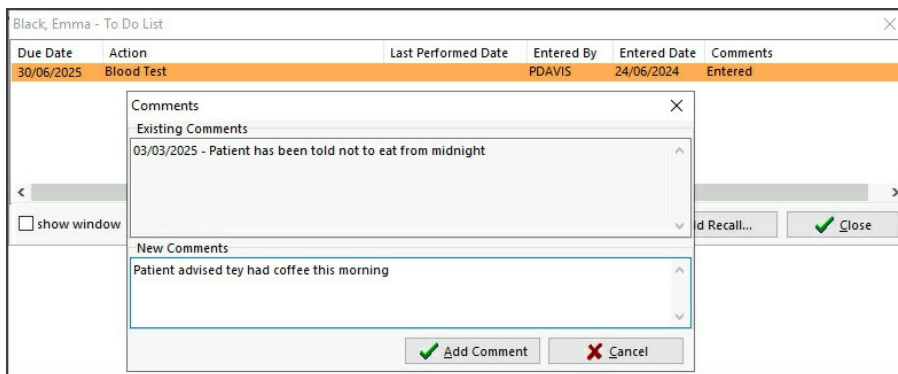 Black, Emma - To Do List
Due Date Action Last Performed Date Entered By Entered Date Comments
30/06/2025 Blood Test PDAVIS 24/06/2024 Entered
Comments
Existing Comments
03/03/2025 - Patient has been told not to eat from midnight
show window
Recall...
Close
New Comments
Patient advised tey had coffee this morning
Add Comment Cancel